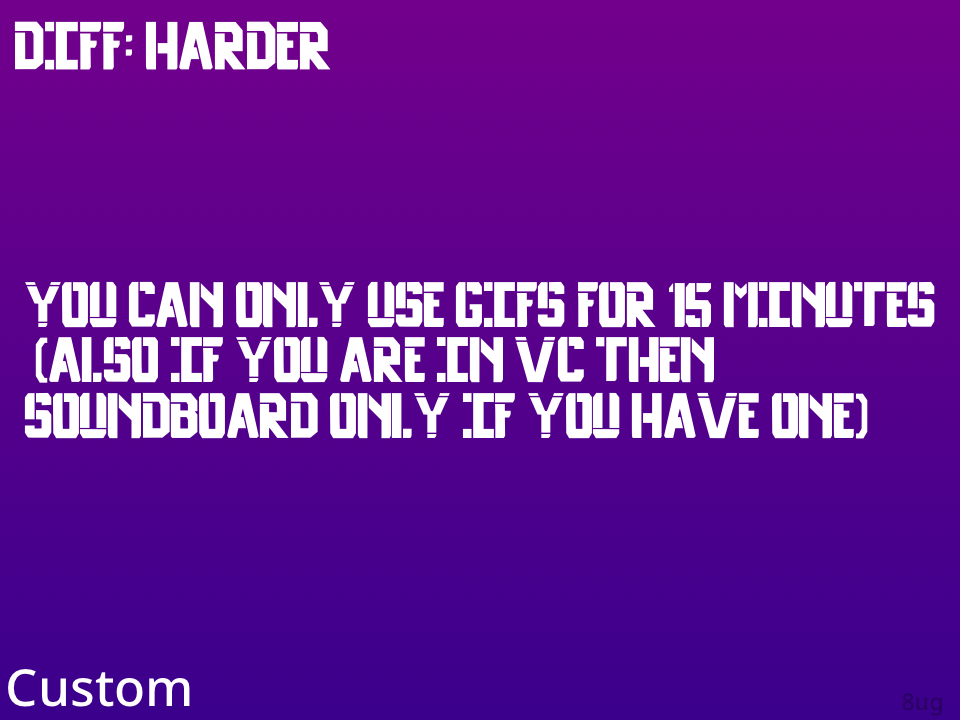 DIFF: HARDER
YOU CAN ONLY USE GIFS FOR 15 MINUTES
(ALSO IF YOU ARE IN VC THEN
SOUNDBOARD ONLY IF YOU HAVE ONE)
Custom
8ug